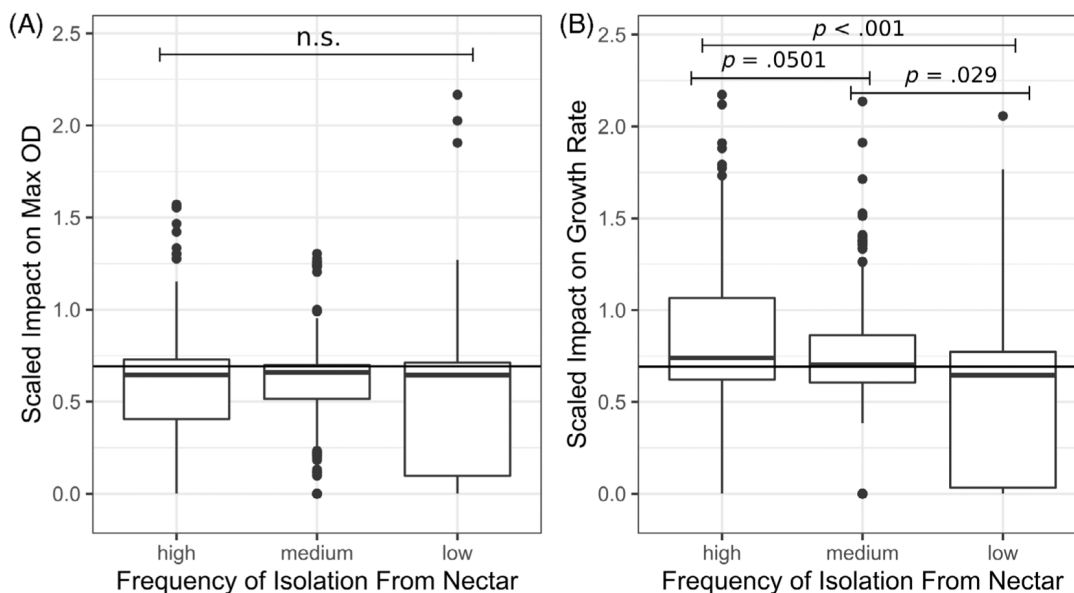 (A)
Scaled Impact on Max OD
2.5
2.0
1.5
1.0
0.5
0.0
n.s.
high medium low
Frequency of Isolation From Nectar
(B)
Scaled Impact on Growth Rate
2.5
2.0
1.5
1.0
0.5
0.0
p < .001
p = .0501
p = .029
high medium low
Frequency of Isolation From Nectar